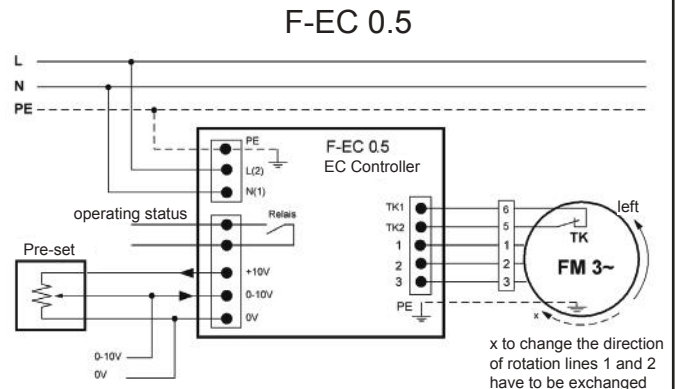 F-EC 0.5
L
N
PE
PE
L(2)
N(1)
F-EC 0.5
EC Controller
operating status
Relais
Pre-set
+10V
0-10V
0V
0-10V
0V
TK1
TK2
1
2
3
PE
6
5
1
2
3
left
TK
FM 3~
x
x to change the direction
of rotation lines 1 and 2
have to be exchanged